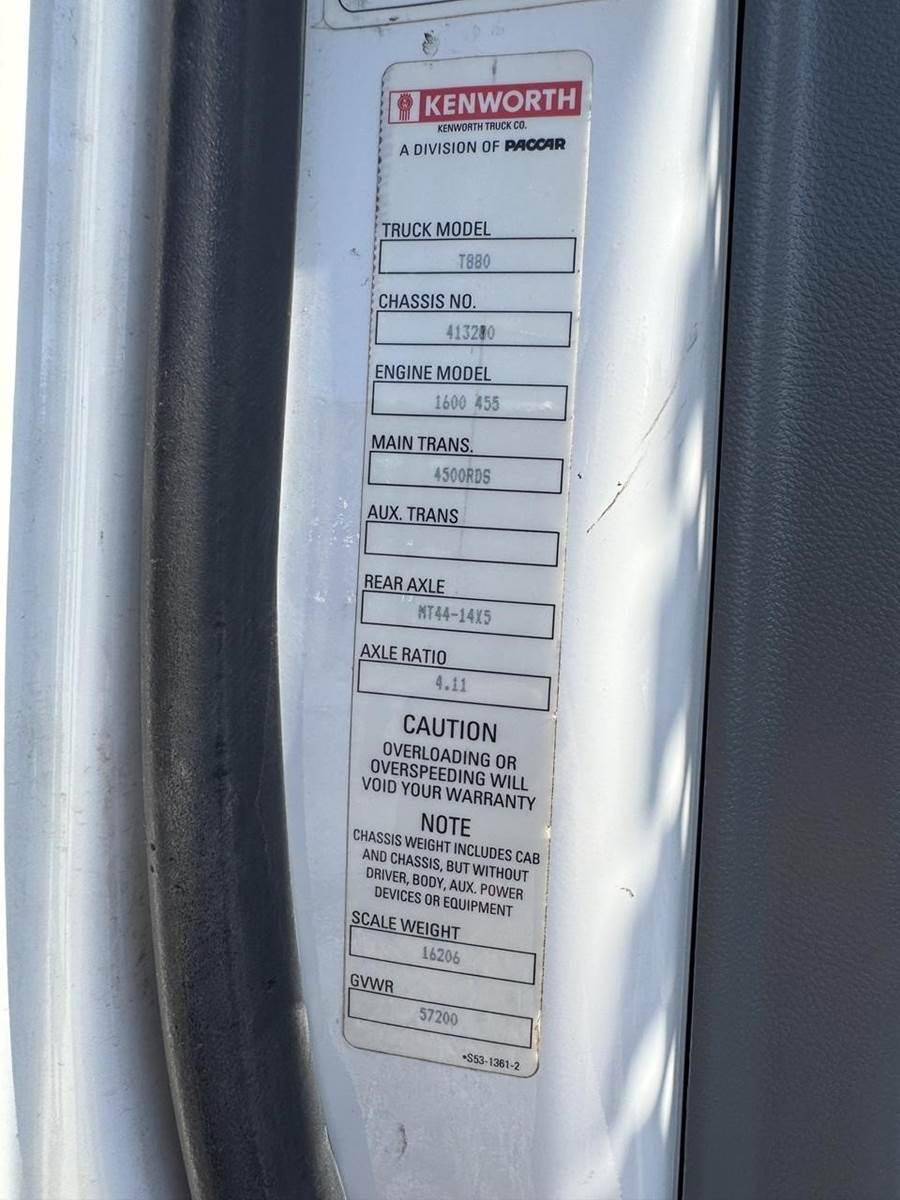 KENWORTH
KENWORTH TRUCK CO.
A DIVISION OF PACCAR
TRUCK MODEL
T880
CHASSIS NO.
ENGINE MODEL
1600 455
MAIN TRANS.
4500RDS
AUX. TRANS
REAR AXLE
MT44-14X5
AXLE RATIO
4.11
CAUTION
OVERLOADING OR
OVERSPEEDING WILL
VOID YOUR WARRANTY
NOTE
CHASSIS WEIGHT INCLUDES CAB
AND CHASSIS, BUT WITHOUT
DRIVER, BODY, AUX. POWER
DEVICES OR EQUIPMENT
SCALE WEIGHT
16206
GVWR
57200
*S53-1361-2